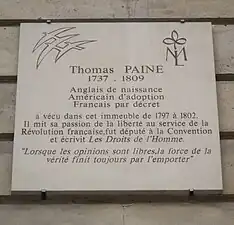 Thomas PAINE
1737 - 1809
Anglais de naissance
Américain d'adoption
Français par décret
a vécu dans cet immeuble de 1797 à 1802.
Il mit sa passion de la liberté au service de la
Révolution française, fut député à la Convention
et écrivit Les Droits de l'Homme.
"Lorsque les opinions sont libres, la force de la
vérité finit toujours par l'emporter"